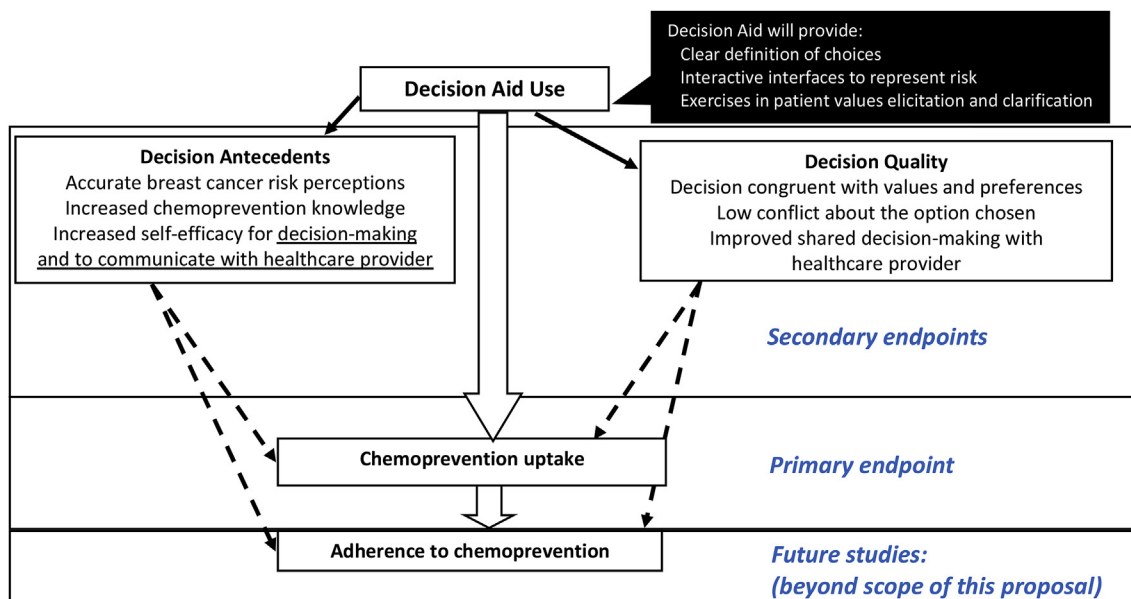 Decision Aid will provide:
Clear definition of choices
Interactive interfaces to represent risk
Exercises in patient values elicitation and clarification
Decision Aid Use
Decision Antecedents
Accurate breast cancer risk perceptions
Increased chemoprevention knowledge
Increased self-efficacy for decision-making
and to communicate with healthcare provider
Decision Quality
Decision congruent with values and preferences
Low conflict about the option chosen
Improved shared decision-making with
healthcare provider
Secondary endpoints
Chemoprevention uptake
Primary endpoint
Adherence to chemoprevention
Future studies:
(beyond scope of this proposal)